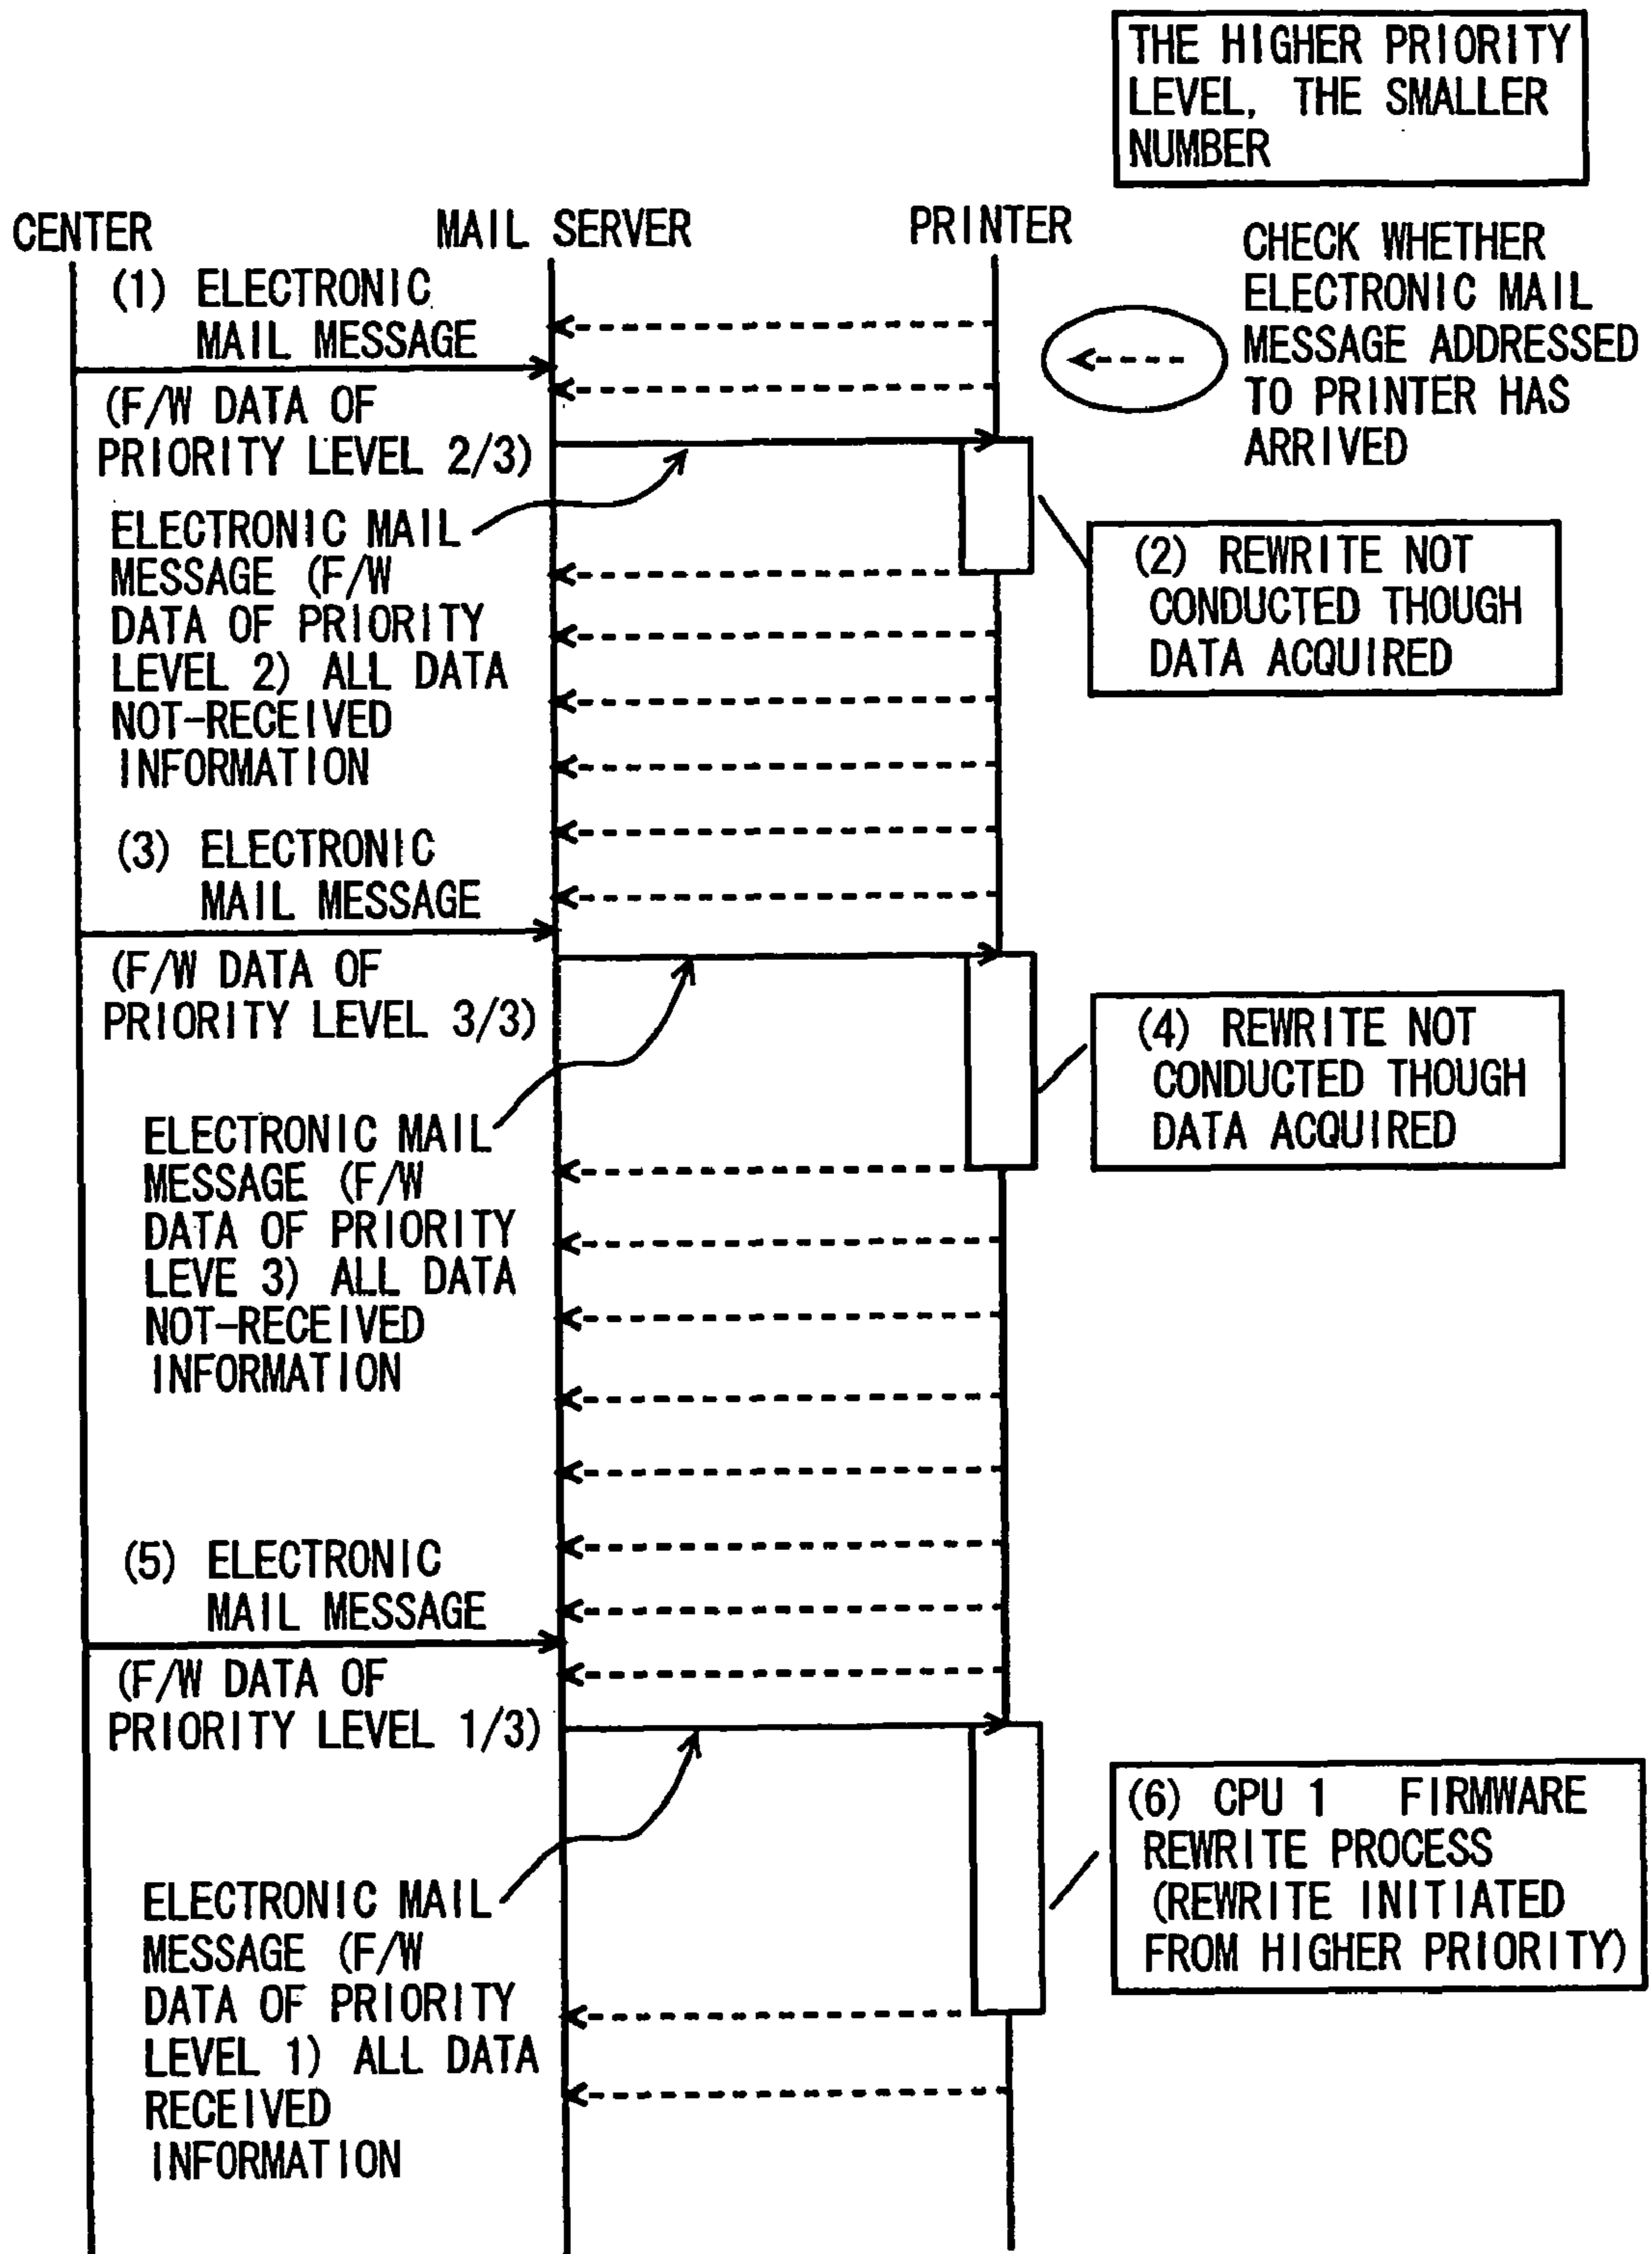 THE HIGHER PRIORITY
LEVEL, THE SMALLER
NUMBER
CENTER
MAIL SERVER
PRINTER
CHECK WHETHER
ELECTRONIC MAIL
MESSAGE ADDRESSED
TO PRINTER HAS
ARRIVED
(1) ELECTRONIC
MAIL MESSAGE
(F/W DATA OF
PRIORITY LEVEL 2/3)
ELECTRONIC MAIL
MESSAGE (F/W
DATA OF PRIORITY
LEVEL 2) ALL DATA
NOT-RECEIVED
INFORMATION
(2) REWRITE NOT
CONDUCTED THOUGH
DATA ACQUIRED
(3) ELECTRONIC
MAIL MESSAGE
(F/W DATA OF
PRIORITY LEVEL 3/3)
ELECTRONIC MAIL
MESSAGE (F/W
DATA OF PRIORITY
LEVE 3) ALL DATA
NOT-RECEIVED
INFORMATION
(4) REWRITE NOT
CONDUCTED THOUGH
DATA ACQUIRED
(5) ELECTRONIC
MAIL MESSAGE
(F/W DATA OF
PRIORITY LEVEL 1/3)
ELECTRONIC MAIL
MESSAGE (F/W
DATA OF PRIORITY
LEVEL 1) ALL DATA
RECEIVED
INFORMATION
(6) CPU 1 FIRMWARE
REWRITE PROCESS
(REWRITE INITIATED
FROM HIGHER PRIORITY)